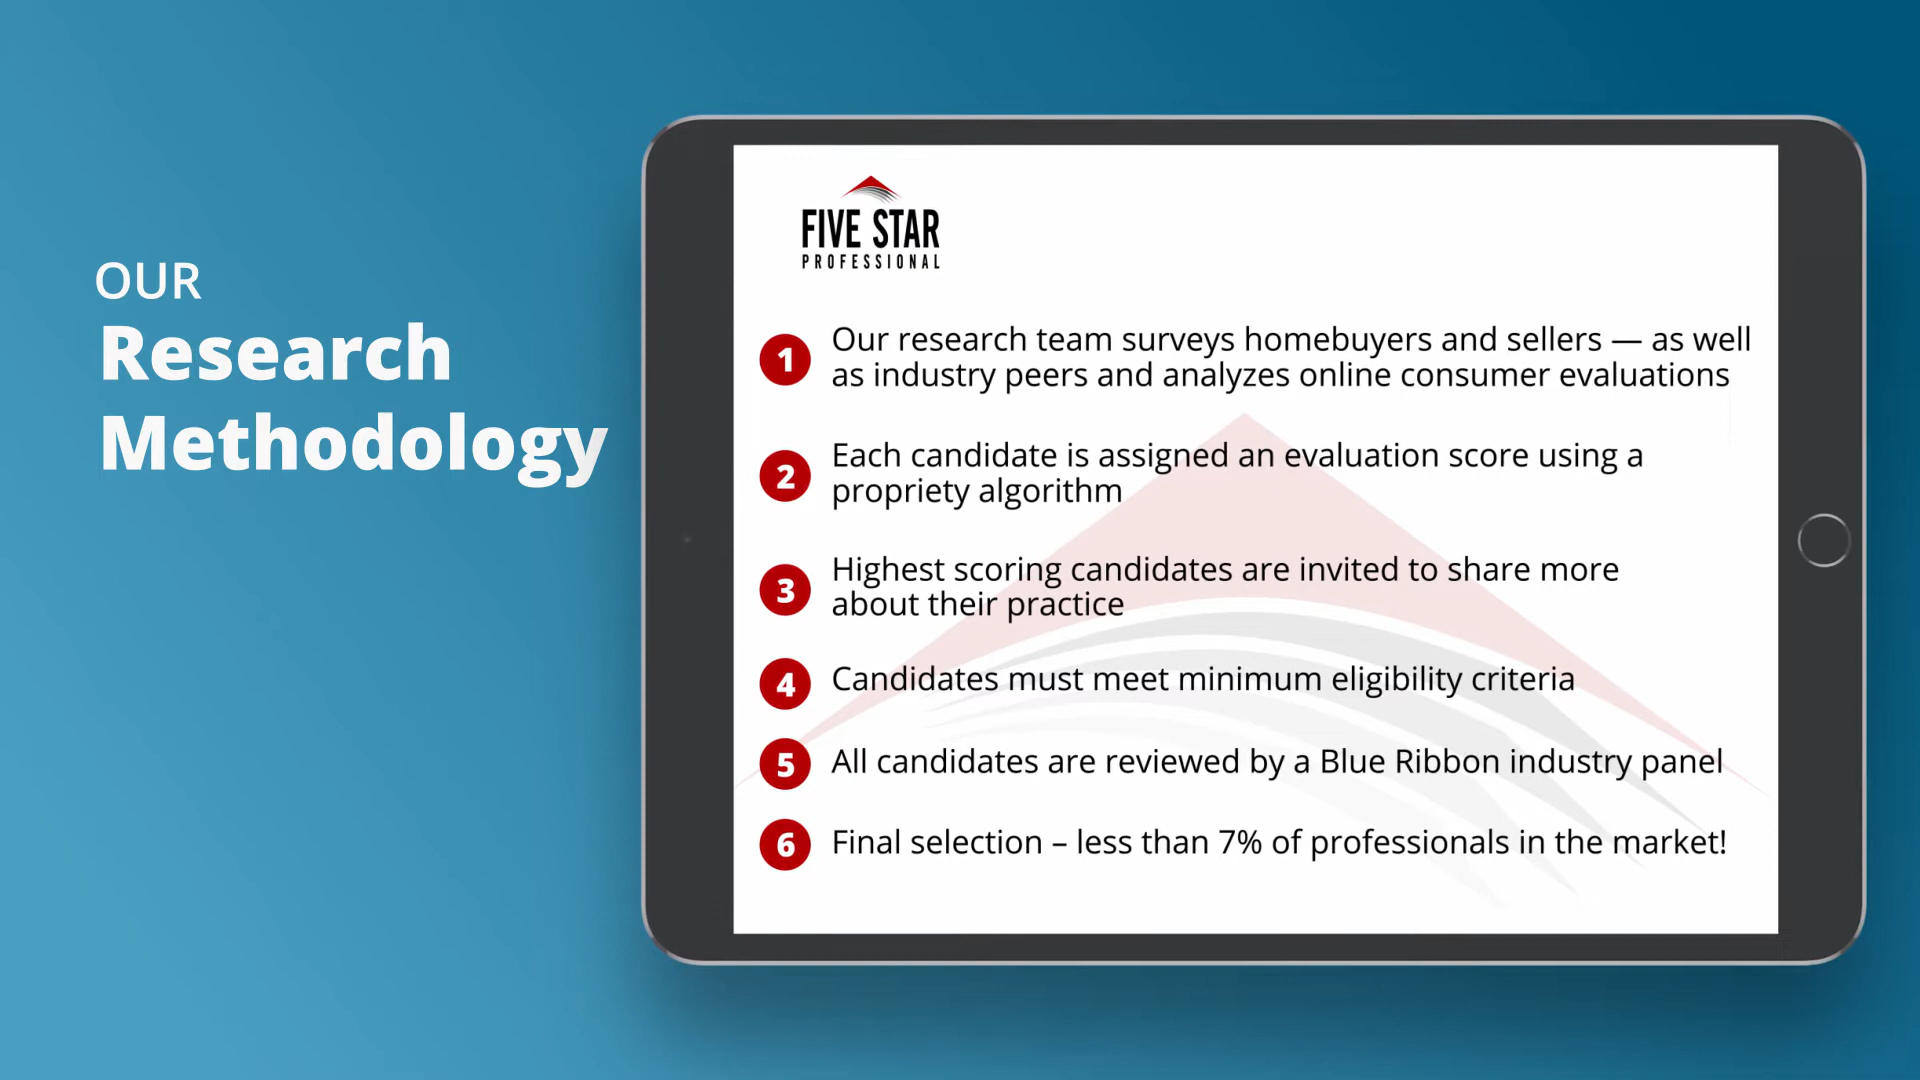 OUR
Research
Methodology
FIVE STAR
PROFESSIONAL
1 Our research team surveys homebuyers and sellers — as well
as industry peers and analyzes online consumer evaluations
2 Each candidate is assigned an evaluation score using a
propriety algorithm
3 Highest scoring candidates are invited to share more
about their practice
4 Candidates must meet minimum eligibility criteria
5 All candidates are reviewed by a Blue Ribbon industry panel
6 Final selection – less than 7% of professionals in the market!